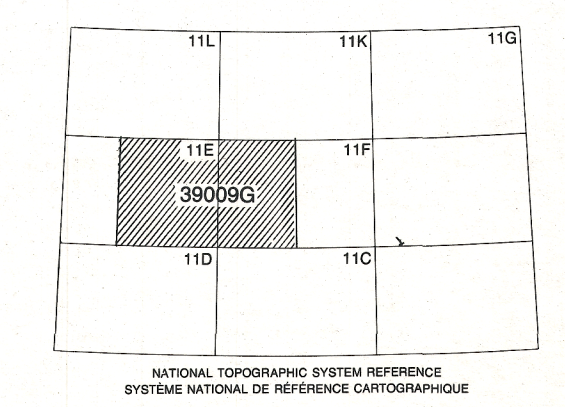 11L 11K 11G
11E 11F
39009G
11D 11C
NATIONAL TOPOGRAPHIC SYSTEM REFERENCE
SYSTÈME NATIONAL DE RÉFÉRENCE CARTOGRAPHIQUE